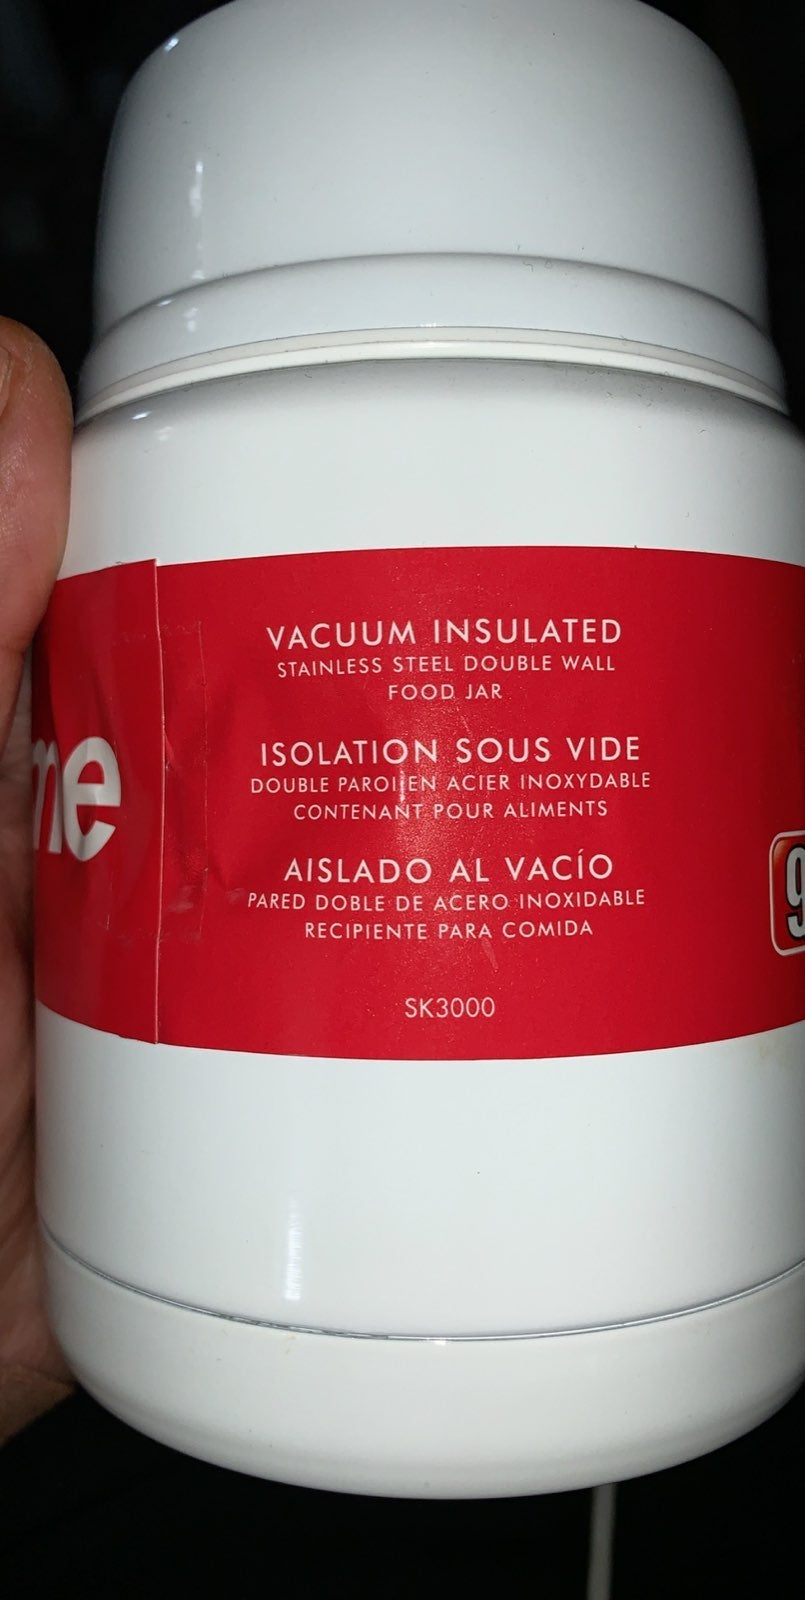 VACUUM INSULATED
STAINLESS STEEL DOUBLE WALL
FOOD JAR
me
ISOLATION SOUS VIDE
DOUBLE PAROI EN ACIER INOXYDABLE
CONTENANT POUR ALIMENTS
AISLADO AL VACÍO
PARED DOBLE DE ACERO INOXIDABLE
RECIPIENTE PARA COMIDA
9
SK3000